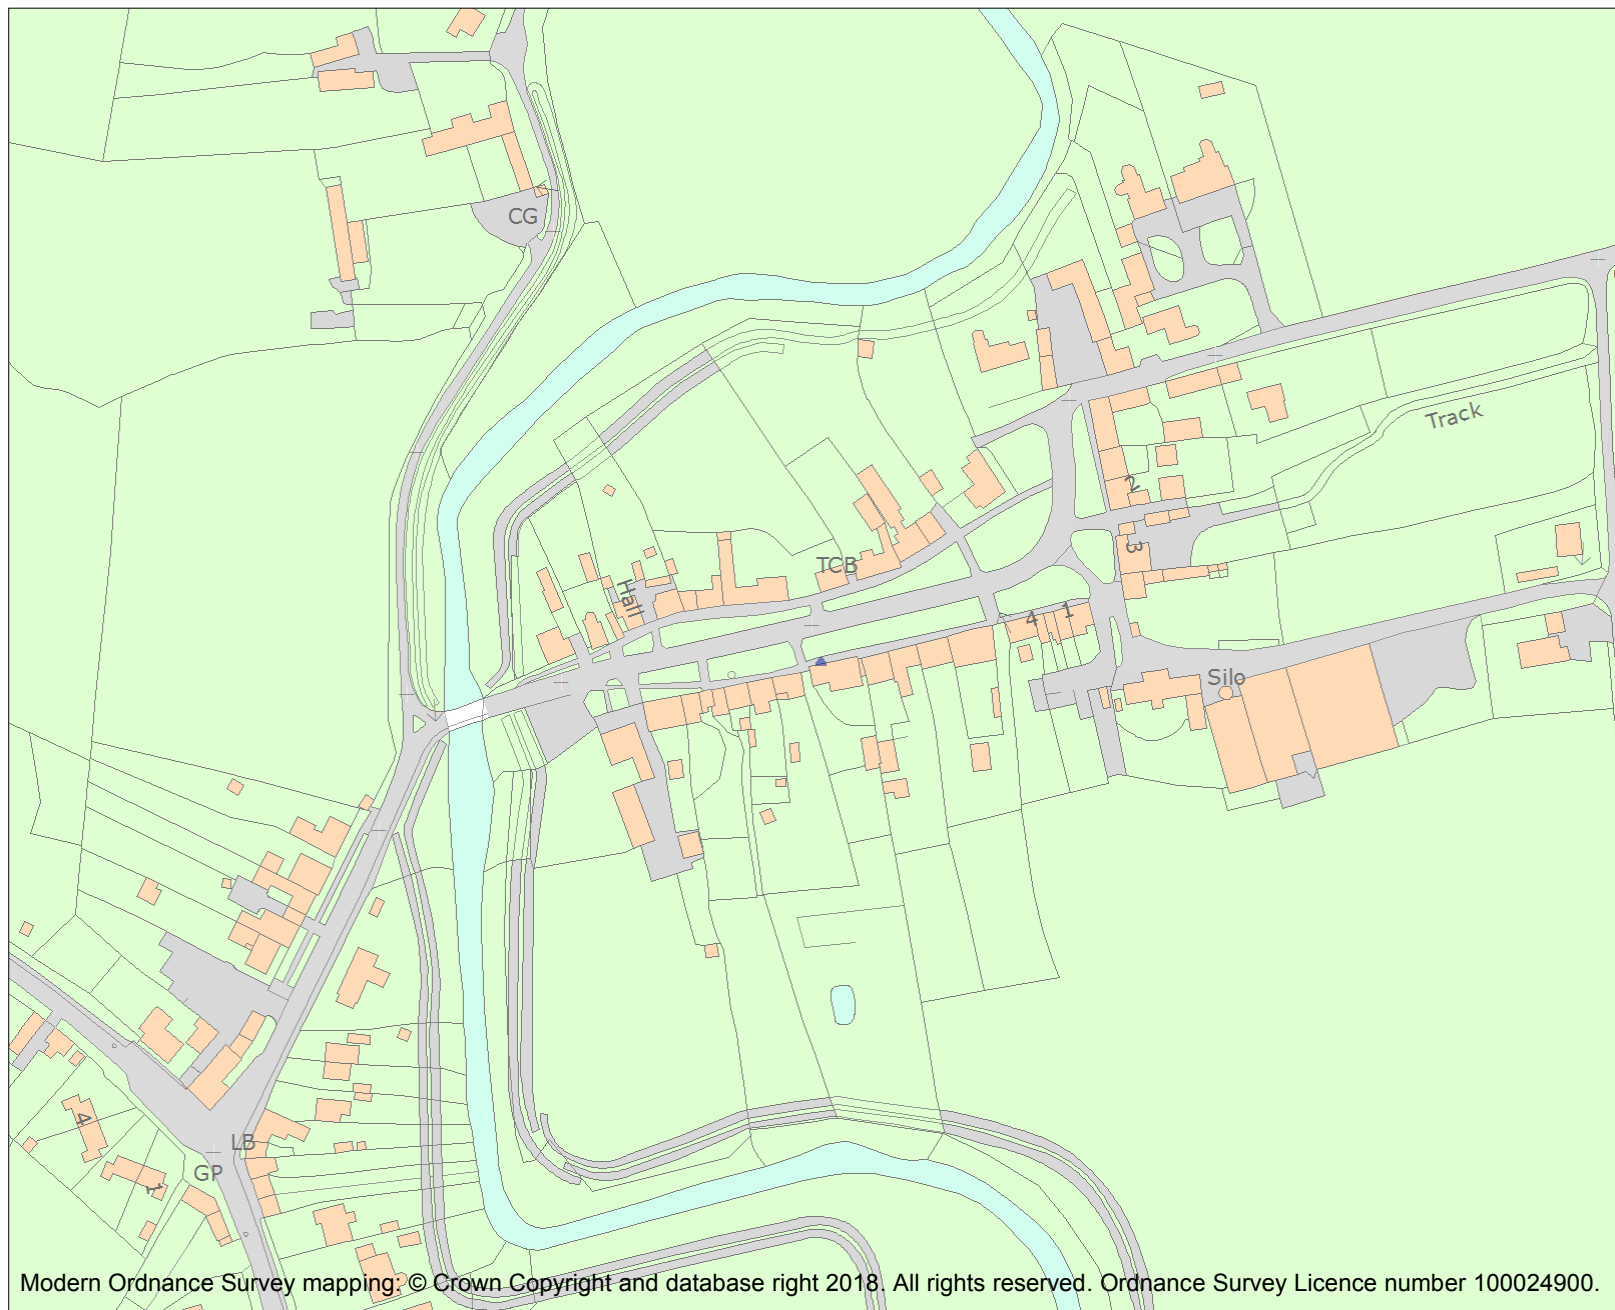 CG
Track
2
TCB
3
Hall
4 1
Silo
4
LB
GP
1
Modern Ordnance Survey mapping: © Crown Copyright and database right 2018. All rights reserved. Ordnance Survey Licence number 100024900.